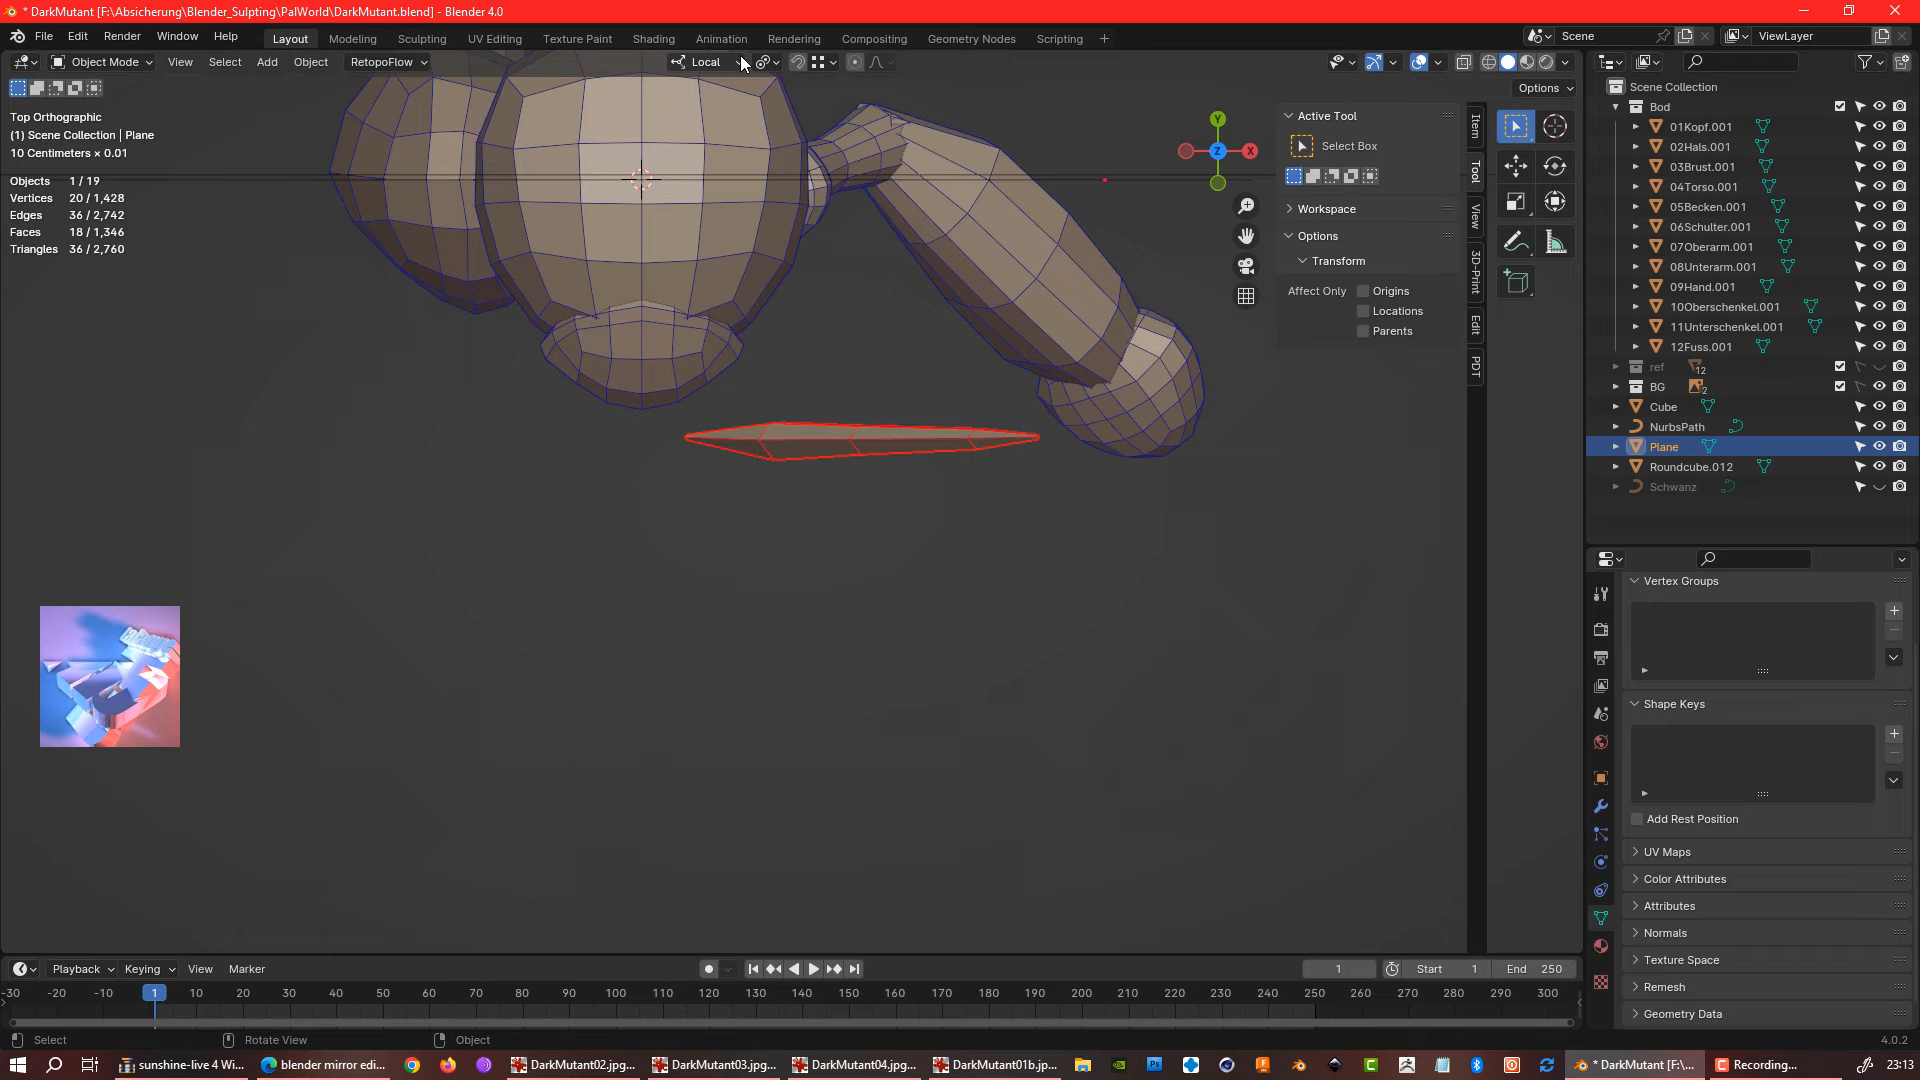 * DarkMutant [F:\Absicherung\Blender_Sulpting\PalWorld\DarkMutant.blend] - Blender 4.0
File Edit Render Window Help
Layout Modeling Sculpting UV Editing Texture Paint Shading Animation Rendering Compositing Geometry Nodes Scripting +
Scene ViewLayer
Object Mode View Select Add Object RetopoFlow
Local
Options
Top Orthographic
(1) Scene Collection | Plane
10 Centimeters × 0.01
Objects 1 / 19
Vertices 20 / 1,428
Edges 36 / 2,742
Faces 18 / 1,346
Triangles 36 / 2,760
Y
X
Z
Active Tool
Select Box
Workspace
Options
Transform
Affect Only Origins
Locations
Parents
Item
Tool
View
3D-Print
Edit
PDT
Scene Collection
Bod
01Kopf.001
02Hals.001
03Brust.001
04Torso.001
05Becken.001
06Schulter.001
07Oberarm.001
08Unterarm.001
09Hand.001
10Oberschenkel.001
11Unterschenkel.001
12Fuss.001
ref 12
BG 2
Cube
NurbsPath
Plane
Roundcube.012
Schwanz
Vertex Groups
Shape Keys
Add Rest Position
UV Maps
Color Attributes
Attributes
Normals
Texture Space
Remesh
Geometry Data
Playback Keying View Marker
1 Start 1 End 250
-30 -20 -10 1 10 20 30 40 50 60 70 80 90 100 110 120 130 140 150 160 170 180 190 200 210 220 230 240 250 260 270 280 290 300
Select Rotate View Object
4.0.2
sunshine-live 4 Wi...
blender mirror edi...
DarkMutant02.jpg...
DarkMutant03.jpg...
DarkMutant04.jpg...
DarkMutant01b.jp...
* DarkMutant [F:\...
Recording...
23:13